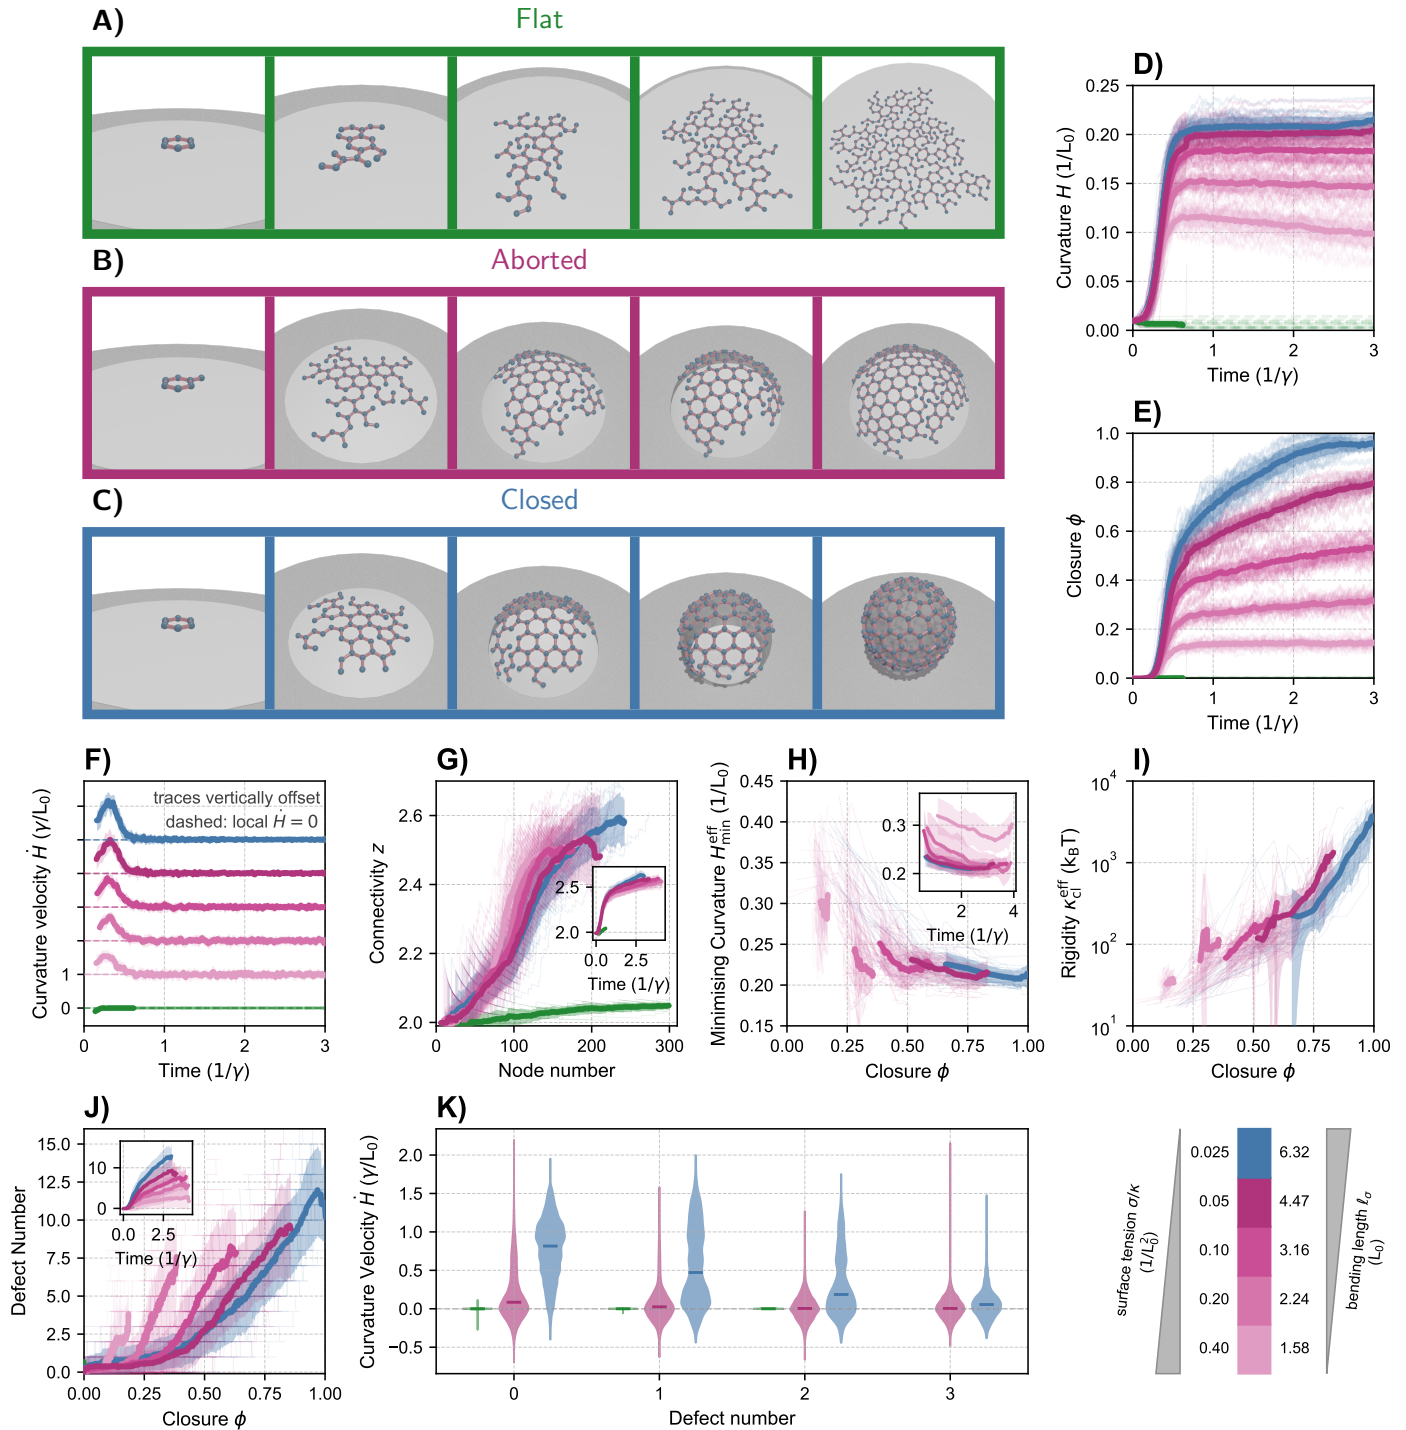 A)
Flat
B)
Aborted
C)
Closed
D)
0.25
0.20
0.15
0.10
0.05
0.00
Curvature H (1/L₀)
0 1 2 3
Time (1/γ)
E)
1.0
0.8
0.6
0.4
0.2
0.0
Closure ϕ
0 1 2 3
Time (1/γ)
F)
traces vertically offset
dashed: local Ḣ = 0
1
0
Curvature velocity Ḣ (γ/L₀)
0 1 2 3
Time (1/γ)
G)
2.6
2.4
2.2
2.0
Connectivity z
2.5
2.0
0.0 2.5
Time (1/γ)
0 100 200 300
Node number
H)
0.45
0.40
0.35
0.30
0.25
0.20
0.15
Minimising Curvature H_min^eff (1/L₀)
0.3
0.2
2 4
Time (1/γ)
0.00 0.25 0.50 0.75 1.00
Closure ϕ
I)
10⁴
10³
10²
10¹
Rigidity κ_cl^eff (k_BT)
0.00 0.25 0.50 0.75 1.00
Closure ϕ
J)
15.0
12.5
10.0
7.5
5.0
2.5
0.0
Defect Number
10
0
0.0 2.5
Time (1/γ)
0.00 0.25 0.50 0.75 1.00
Closure ϕ
K)
2.0
1.5
1.0
0.5
0.0
−0.5
Curvature Velocity Ḣ (γ/L₀)
0 1 2 3
Defect number
surface tension σ/κ
(1/L₀²)
0.025 6.32
0.05 4.47
0.10 3.16
0.20 2.24
0.40 1.58
bending length ℓ_σ
(L₀)